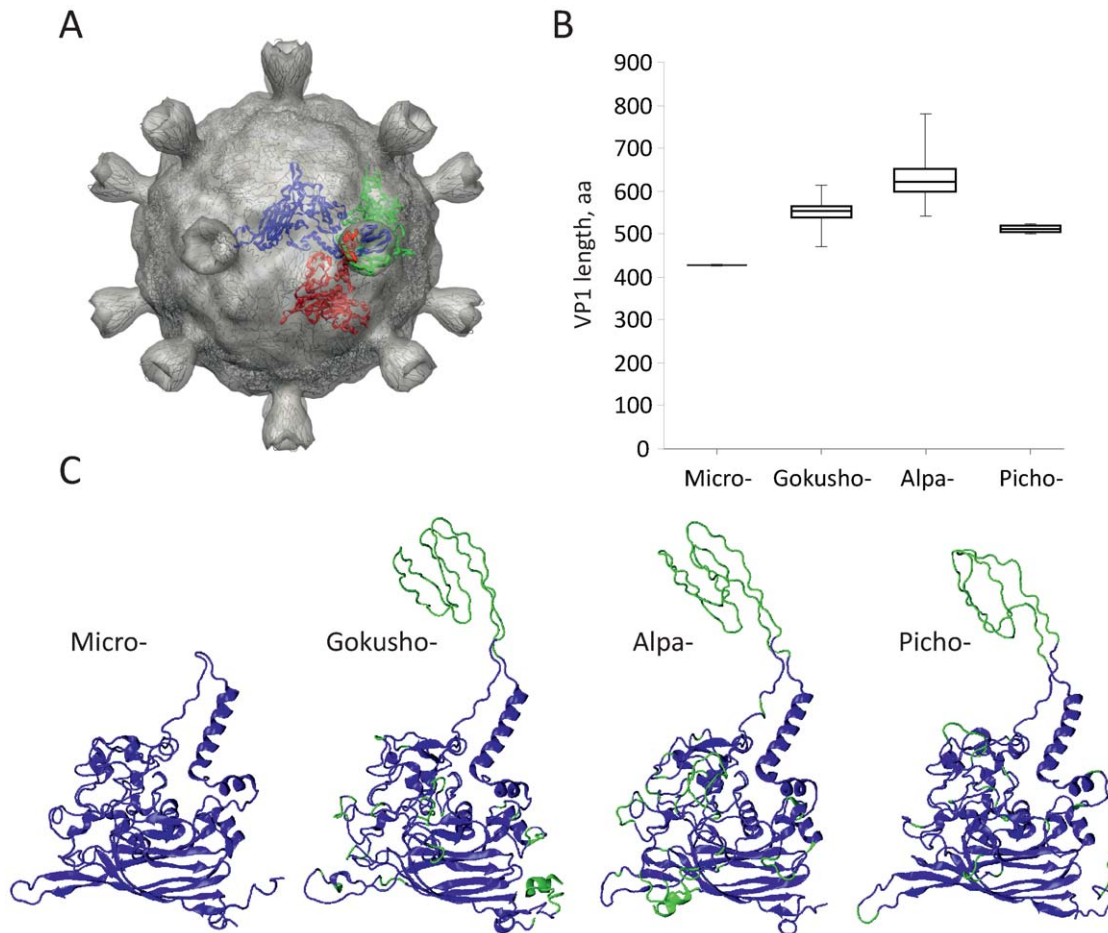 A
B
VP1 length, aa
900
800
700
600
500
400
300
200
100
0
Micro-
Gokusho-
Alpa-
Picho-
C
Micro-
Gokusho-
Alpa-
Picho-